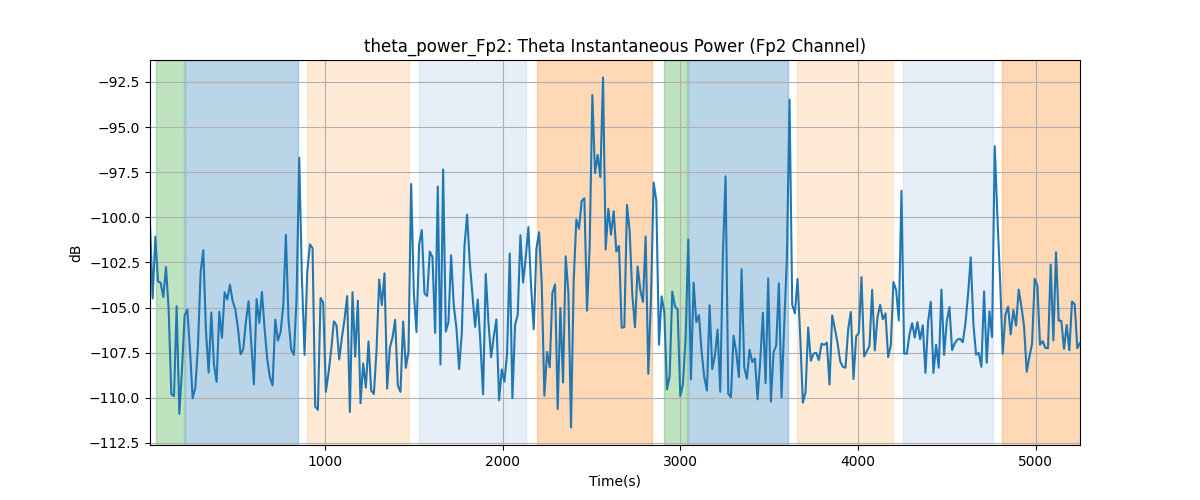 theta_power_Fp2: Theta Instantaneous Power (Fp2 Channel)
−92.5
−95.0
−97.5
−100.0
−102.5
−105.0
−107.5
−110.0
−112.5
dB
1000 2000 3000 4000 5000
Time(s)